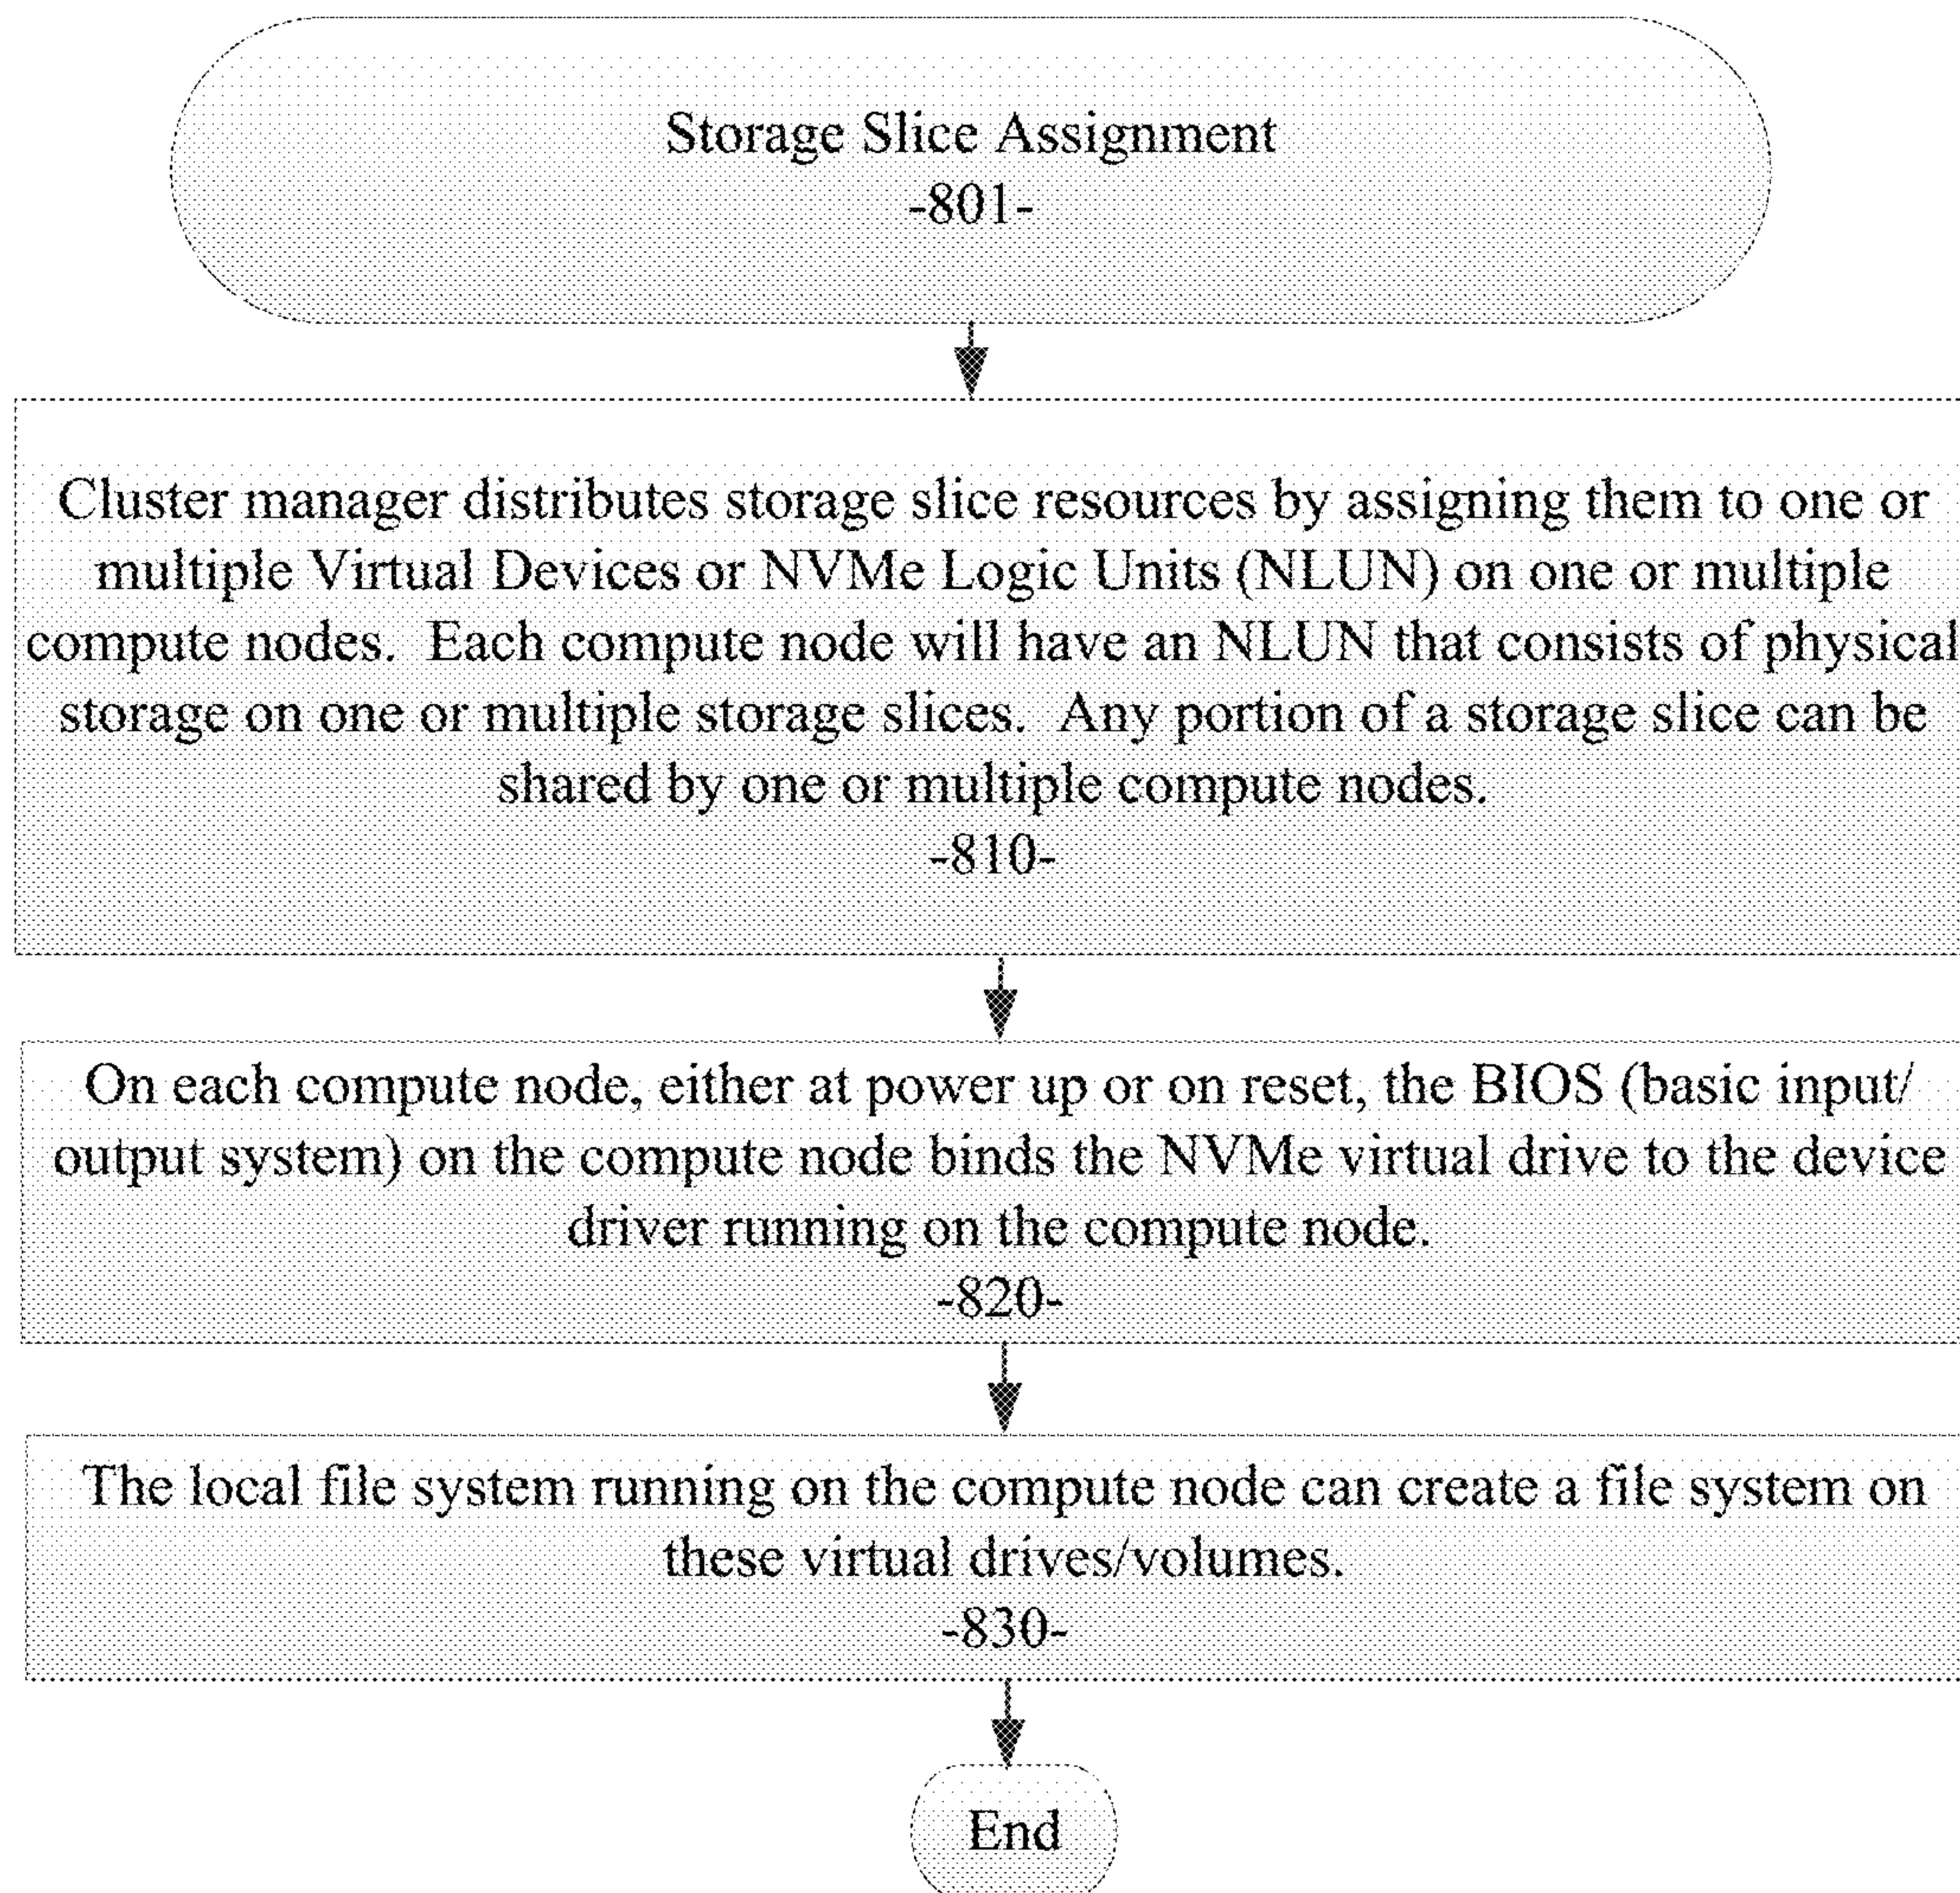 Storage Slice Assignment
-801-
Cluster manager distributes storage slice resources by assigning them to one or
multiple Virtual Devices or NVMe Logic Units (NLUN) on one or multiple
compute nodes.  Each compute node will have an NLUN that consists of physical
storage on one or multiple storage slices.  Any portion of a storage slice can be
shared by one or multiple compute nodes.
-810-
On each compute node, either at power up or on reset, the BIOS (basic input/
output system) on the compute node binds the NVMe virtual drive to the device
driver running on the compute node.
-820-
The local file system running on the compute node can create a file system on
these virtual drives/volumes.
-830-
End